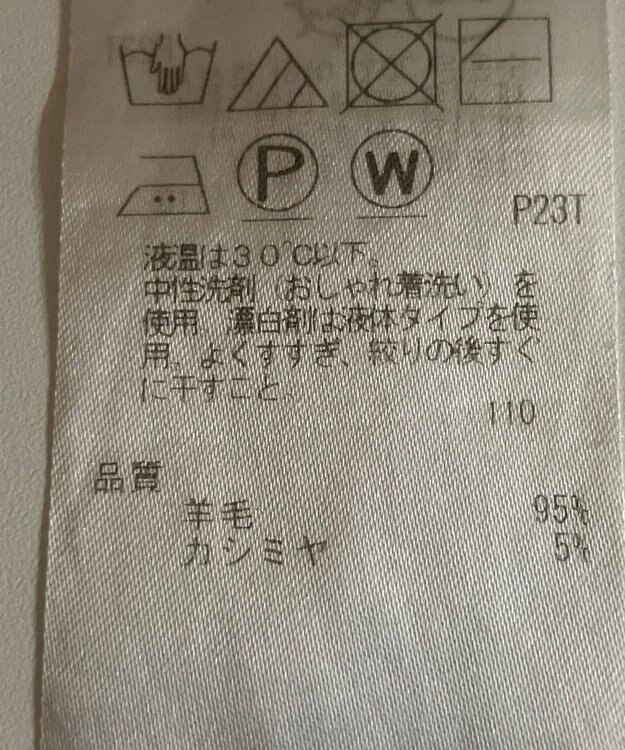 P W
P23T
液温は30℃以下。
中性洗剤（おしゃれ着洗い）を
使用。漂白剤は液体タイプを使
用。よくすすぎ、絞りの後すぐ
に干すこと。
110
品質
羊毛 95%
カシミヤ 5%